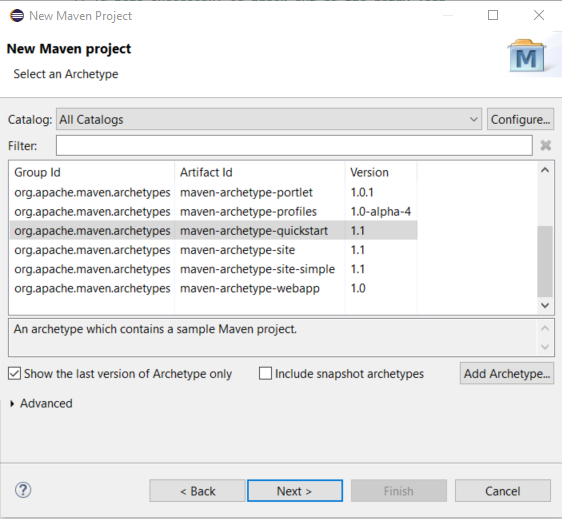 New Maven Project
New Maven project
Select an Archetype
M
Catalog: All Catalogs Configure...
Filter:
Group Id Artifact Id Version
org.apache.maven.archetypes maven-archetype-portlet 1.0.1
org.apache.maven.archetypes maven-archetype-profiles 1.0-alpha-4
org.apache.maven.archetypes maven-archetype-quickstart 1.1
org.apache.maven.archetypes maven-archetype-site 1.1
org.apache.maven.archetypes maven-archetype-site-simple 1.1
org.apache.maven.archetypes maven-archetype-webapp 1.0
An archetype which contains a sample Maven project.
Show the last version of Archetype only Include snapshot archetypes Add Archetype...
Advanced
? < Back Next > Finish Cancel